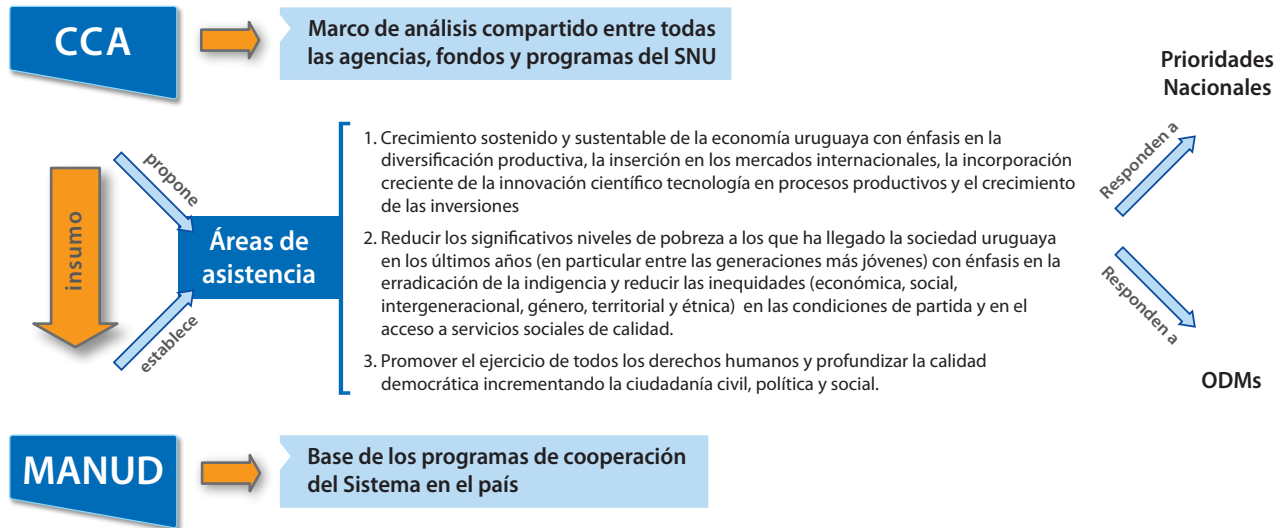 CCA
Marco de análisis compartido entre todas
las agencias, fondos y programas del SNU
Prioridades
Nacionales
insumo
propone
establece
Áreas de
asistencia
1. Crecimiento sostenido y sustentable de la economía uruguaya con énfasis en la
diversificación productiva, la inserción en los mercados internacionales, la incorporación
creciente de la innovación científico tecnología en procesos productivos y el crecimiento
de las inversiones
2. Reducir los significativos niveles de pobreza a los que ha llegado la sociedad uruguaya
en los últimos años (en particular entre las generaciones más jóvenes) con énfasis en la
erradicación de la indigencia y reducir las inequidades (económica, social,
intergeneracional, género, territorial y étnica) en las condiciones de partida y en el
acceso a servicios sociales de calidad.
3. Promover el ejercicio de todos los derechos humanos y profundizar la calidad
democrática incrementando la ciudadanía civil, política y social.
Responden a
Responden a
ODMs
MANUD
Base de los programas de cooperación
del Sistema en el país